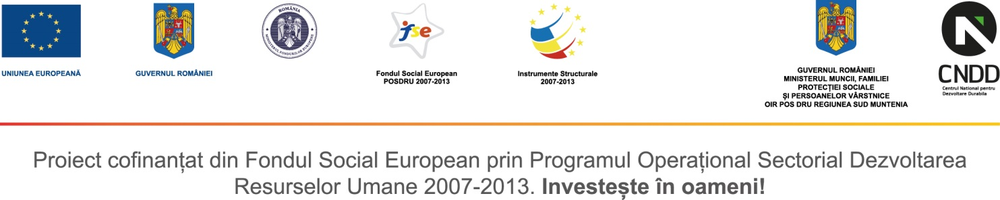 UNIUNEA EUROPEANĂ
GUVERNUL ROMÂNIEI
ROMÂNIA
MINISTERUL FONDURILOR EUROPENE
fse
Fondul Social European
POSDRU 2007-2013
Instrumente Structurale
2007-2013
GUVERNUL ROMÂNIEI
MINISTERUL MUNCII, FAMILIEI
PROTECȚIEI SOCIALE
ȘI PERSOANELOR VÂRSTNICE
OIR POS DRU REGIUNEA SUD MUNTENIA
N
CNDD
Centrul National pentru
Dezvoltare Durabila
Proiect cofinanțat din Fondul Social European prin Programul Operațional Sectorial Dezvoltarea
Resurselor Umane 2007-2013. Investește în oameni!